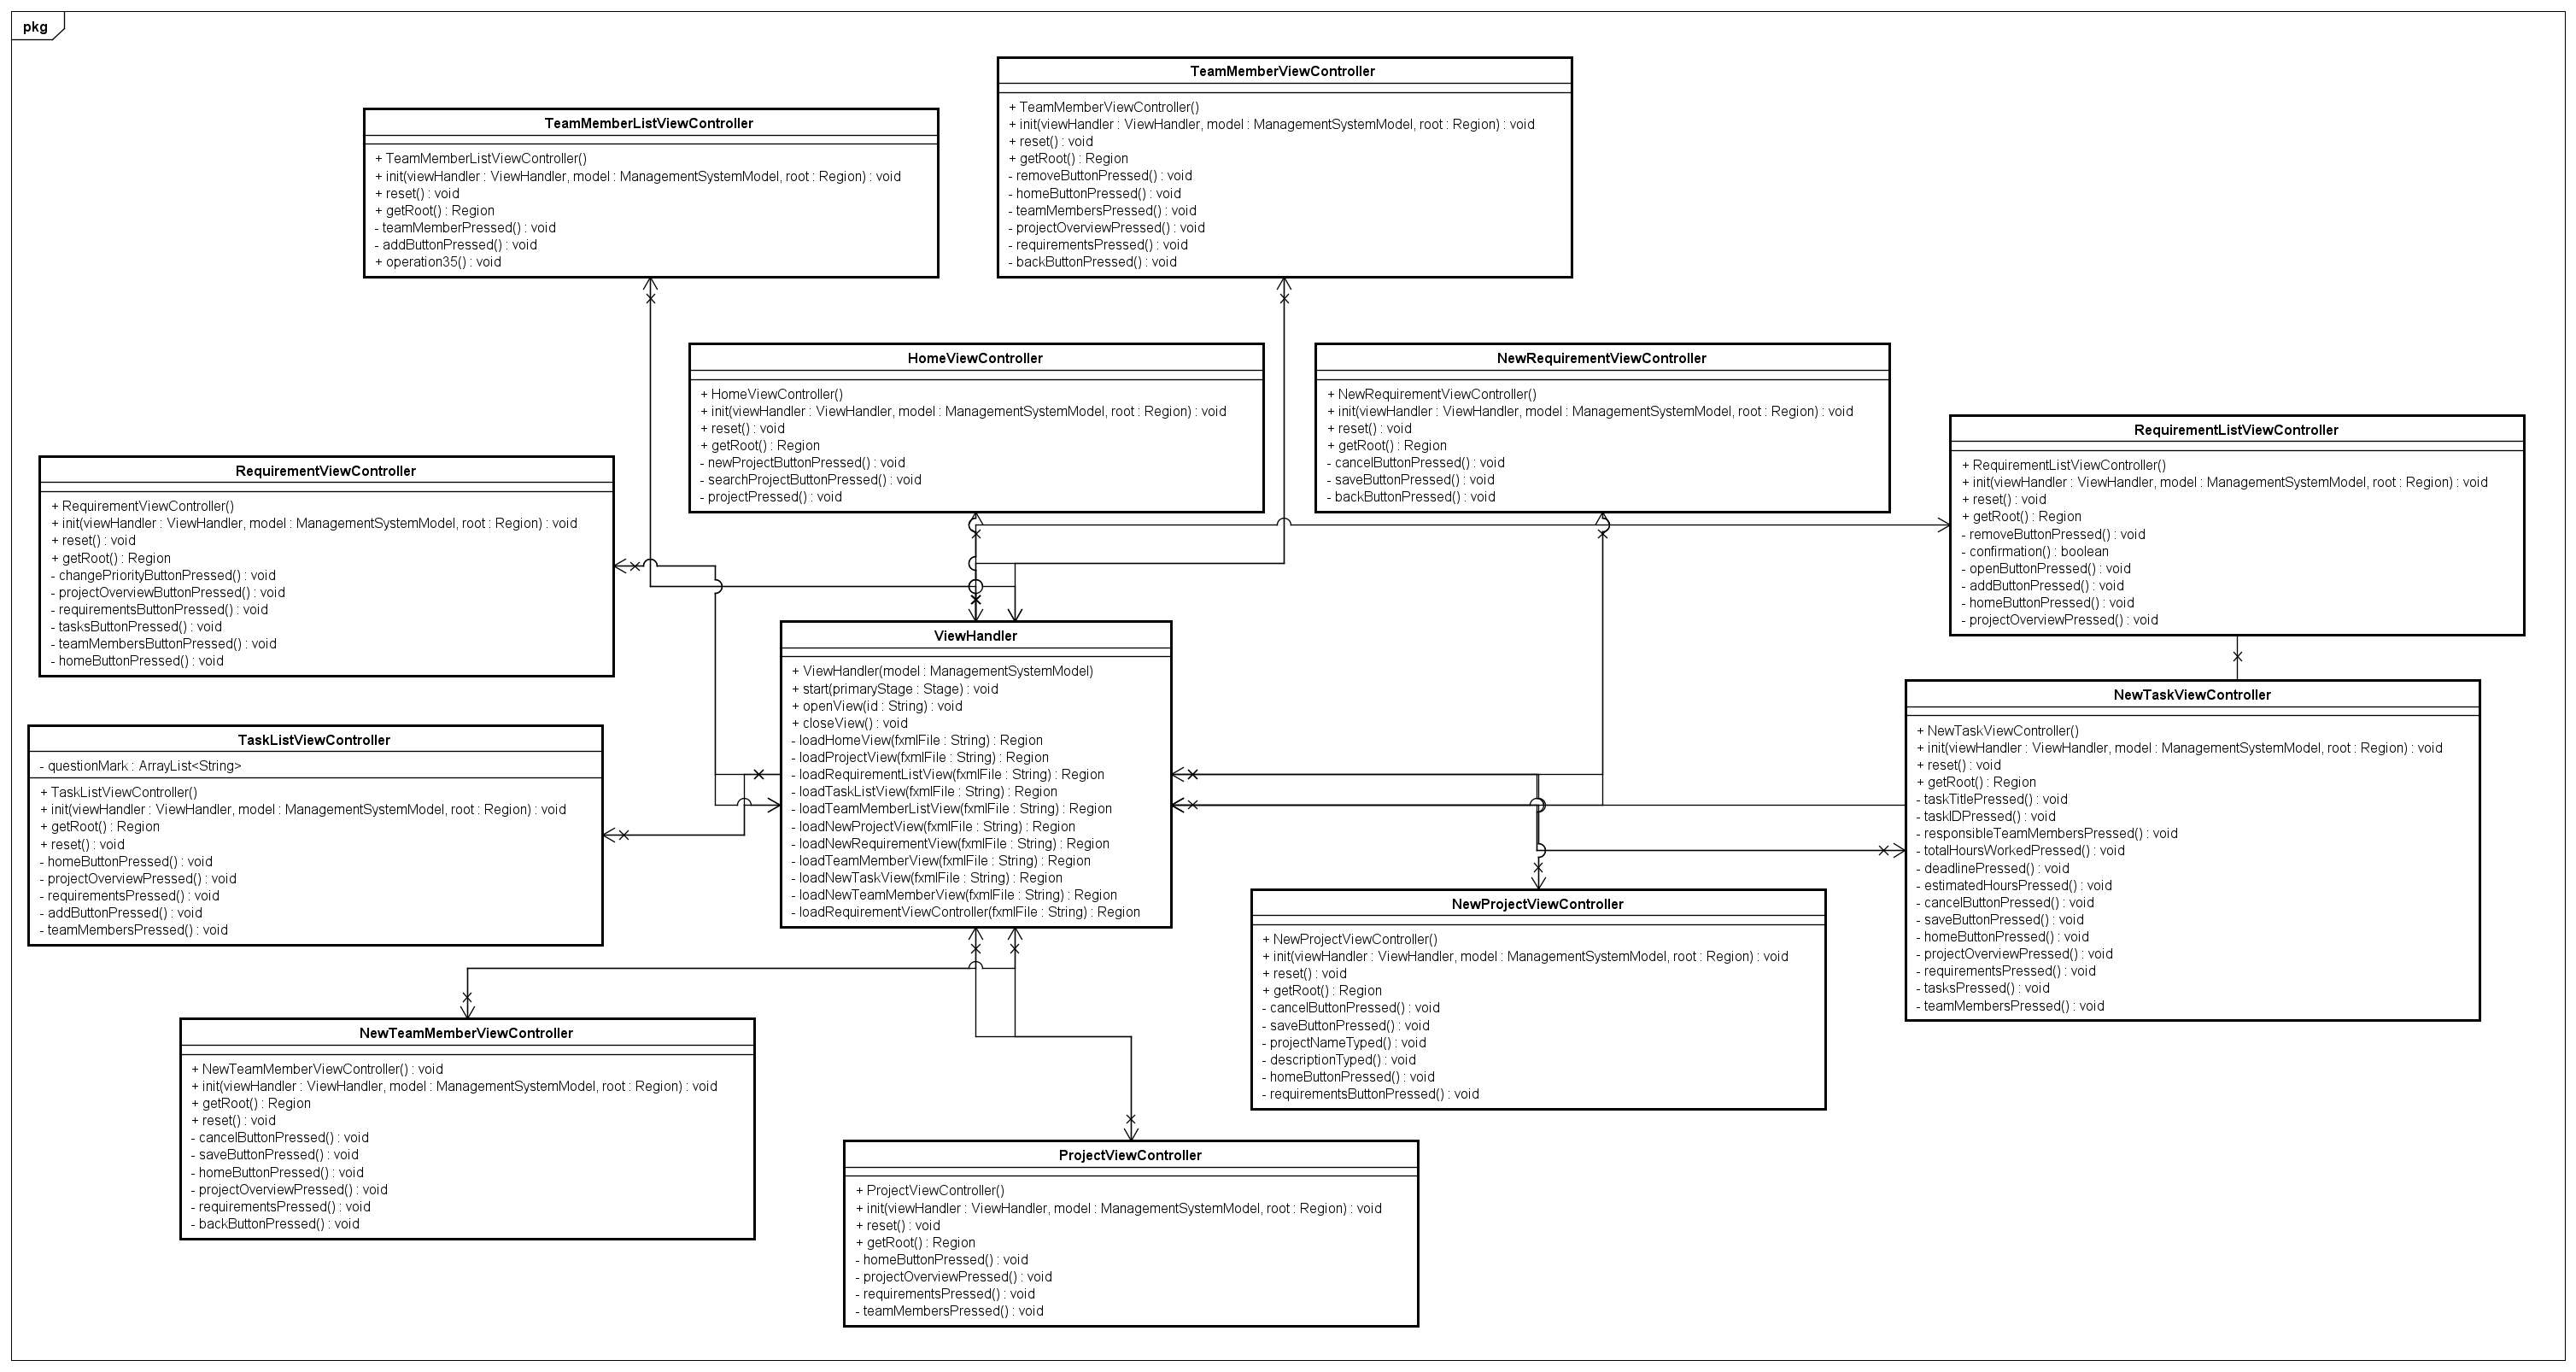 pkg
TeamMemberViewController
+ TeamMemberViewController()
+ init(viewHandler : ViewHandler, model : ManagementSystemModel, root : Region) : void
+ reset() : void
+ getRoot() : Region
- removeButtonPressed() : void
- homeButtonPressed() : void
- teamMembersPressed() : void
- projectOverviewPressed() : void
- requirementsPressed() : void
- backButtonPressed() : void
TeamMemberListViewController
+ TeamMemberListViewController()
+ init(viewHandler : ViewHandler, model : ManagementSystemModel, root : Region) : void
+ reset() : void
+ getRoot() : Region
- teamMemberPressed() : void
- addButtonPressed() : void
+ operation35() : void
HomeViewController
+ HomeViewController()
+ init(viewHandler : ViewHandler, model : ManagementSystemModel, root : Region) : void
+ reset() : void
+ getRoot() : Region
- newProjectButtonPressed() : void
- searchProjectButtonPressed() : void
- projectPressed() : void
NewRequirementViewController
+ NewRequirementViewController()
+ init(viewHandler : ViewHandler, model : ManagementSystemModel, root : Region) : void
+ reset() : void
+ getRoot() : Region
- cancelButtonPressed() : void
- saveButtonPressed() : void
- backButtonPressed() : void
RequirementListViewController
+ RequirementListViewController()
+ init(viewHandler : ViewHandler, model : ManagementSystemModel, root : Region) : void
+ reset() : void
+ getRoot() : Region
- removeButtonPressed() : void
- confirmation() : boolean
- openButtonPressed() : void
- addButtonPressed() : void
- homeButtonPressed() : void
- projectOverviewPressed() : void
RequirementViewController
+ RequirementViewController()
+ init(viewHandler : ViewHandler, model : ManagementSystemModel, root : Region) : void
+ reset() : void
+ getRoot() : Region
- changePriorityButtonPressed() : void
- projectOverviewButtonPressed() : void
- requirementsButtonPressed() : void
- tasksButtonPressed() : void
- teamMembersButtonPressed() : void
- homeButtonPressed() : void
ViewHandler
+ ViewHandler(model : ManagementSystemModel)
+ start(primaryStage : Stage) : void
+ openView(id : String) : void
+ closeView() : void
- loadHomeView(fxmlFile : String) : Region
- loadProjectView(fxmlFile : String) : Region
- loadRequirementListView(fxmlFile : String) : Region
- loadTaskListView(fxmlFile : String) : Region
- loadTeamMemberListView(fxmlFile : String) : Region
- loadNewProjectView(fxmlFile : String) : Region
- loadNewRequirementView(fxmlFile : String) : Region
- loadTeamMemberView(fxmlFile : String) : Region
- loadNewTaskView(fxmlFile : String) : Region
- loadNewTeamMemberView(fxmlFile : String) : Region
- loadRequirementViewController(fxmlFile : String) : Region
NewTaskViewController
+ NewTaskViewController()
+ init(viewHandler : ViewHandler, model : ManagementSystemModel, root : Region) : void
+ reset() : void
+ getRoot() : Region
- taskTitlePressed() : void
- taskIDPressed() : void
- responsibleTeamMembersPressed() : void
- totalHoursWorkedPressed() : void
- deadlinePressed() : void
- estimatedHoursPressed() : void
- cancelButtonPressed() : void
- saveButtonPressed() : void
- homeButtonPressed() : void
- projectOverviewPressed() : void
- requirementsPressed() : void
- tasksPressed() : void
- teamMembersPressed() : void
TaskListViewController
- questionMark : ArrayList<String>
+ TaskListViewController()
+ init(viewHandler : ViewHandler, model : ManagementSystemModel, root : Region) : void
+ getRoot() : Region
+ reset() : void
- homeButtonPressed() : void
- projectOverviewPressed() : void
- requirementsPressed() : void
- addButtonPressed() : void
- teamMembersPressed() : void
NewProjectViewController
+ NewProjectViewController()
+ init(viewHandler : ViewHandler, model : ManagementSystemModel, root : Region) : void
+ reset() : void
+ getRoot() : Region
- cancelButtonPressed() : void
- saveButtonPressed() : void
- projectNameTyped() : void
- descriptionTyped() : void
- homeButtonPressed() : void
- requirementsButtonPressed() : void
NewTeamMemberViewController
+ NewTeamMemberViewController() : void
+ init(viewHandler : ViewHandler, model : ManagementSystemModel, root : Region) : void
+ getRoot() : Region
+ reset() : void
- cancelButtonPressed() : void
- saveButtonPressed() : void
- homeButtonPressed() : void
- projectOverviewPressed() : void
- requirementsPressed() : void
- backButtonPressed() : void
ProjectViewController
+ ProjectViewController()
+ init(viewHandler : ViewHandler, model : ManagementSystemModel, root : Region) : void
+ reset() : void
+ getRoot() : Region
- homeButtonPressed() : void
- projectOverviewPressed() : void
- requirementsPressed() : void
- teamMembersPressed() : void